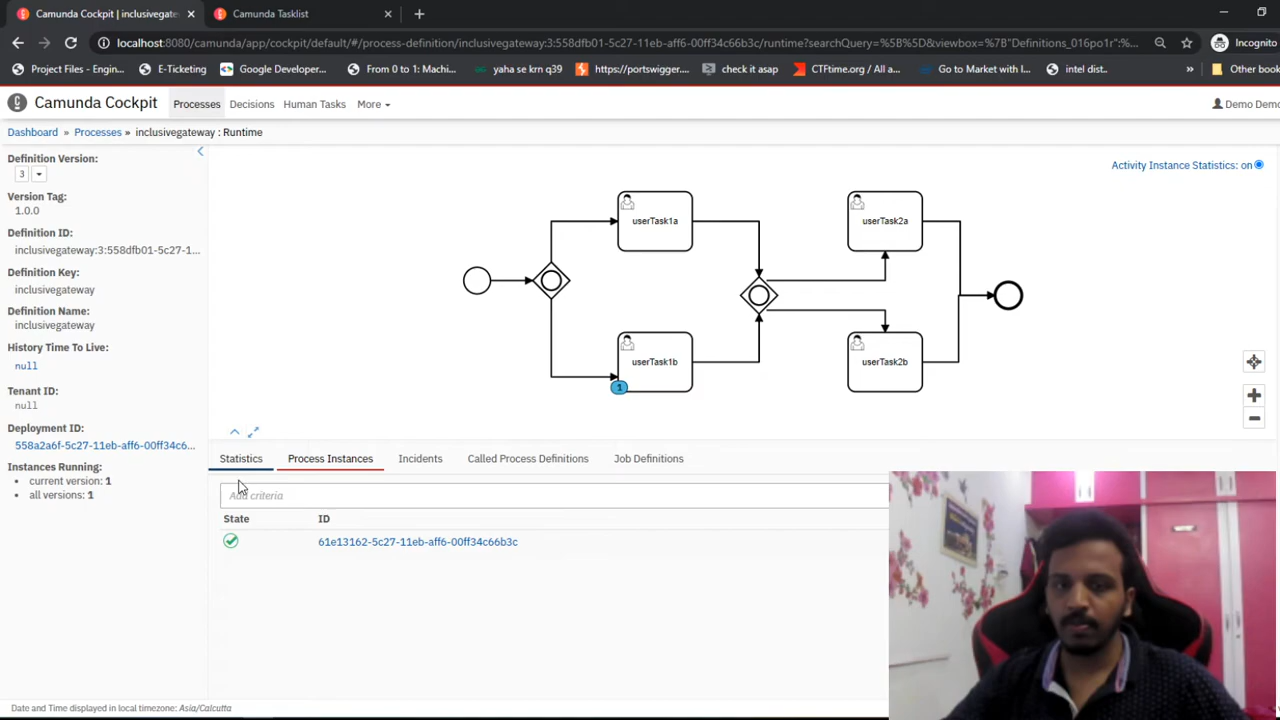 Camunda Cockpit | inclusivegate
Camunda Tasklist
localhost:8080/camunda/app/cockpit/default/#/process-definition/inclusivegateway:3:558dfb01-5c27-11eb-aff6-00ff34c66b3c/runtime?searchQuery=%5B%5D&viewbox=%7B"Definitions_016po1r":%...
Incognito
Project Files - Engin...
E-Ticketing
Google Developer...
From 0 to 1: Machi...
yaha se krn q39
https://portswigger....
check it asap
CTFtime.org / All a...
Go to Market with I...
intel dist..
»
Other book
Camunda Cockpit
Processes
Decisions
Human Tasks
More
Demo Demo
Dashboard » Processes » inclusivegateway : Runtime
Definition Version:
3
Version Tag:
1.0.0
Definition ID:
inclusivegateway:3:558dfb01-5c27-1...
Definition Key:
inclusivegateway
Definition Name:
inclusivegateway
History Time To Live:
null
Tenant ID:
null
Deployment ID:
558a2a6f-5c27-11eb-aff6-00ff34c6...
Instances Running:
current version: 1
all versions: 1
Activity Instance Statistics: on
userTask1a
userTask2a
userTask1b
userTask2b
1
Statistics
Process Instances
Incidents
Called Process Definitions
Job Definitions
Add criteria
State
ID
61e13162-5c27-11eb-aff6-00ff34c66b3c
Date and Time displayed in local timezone: Asia/Calcutta